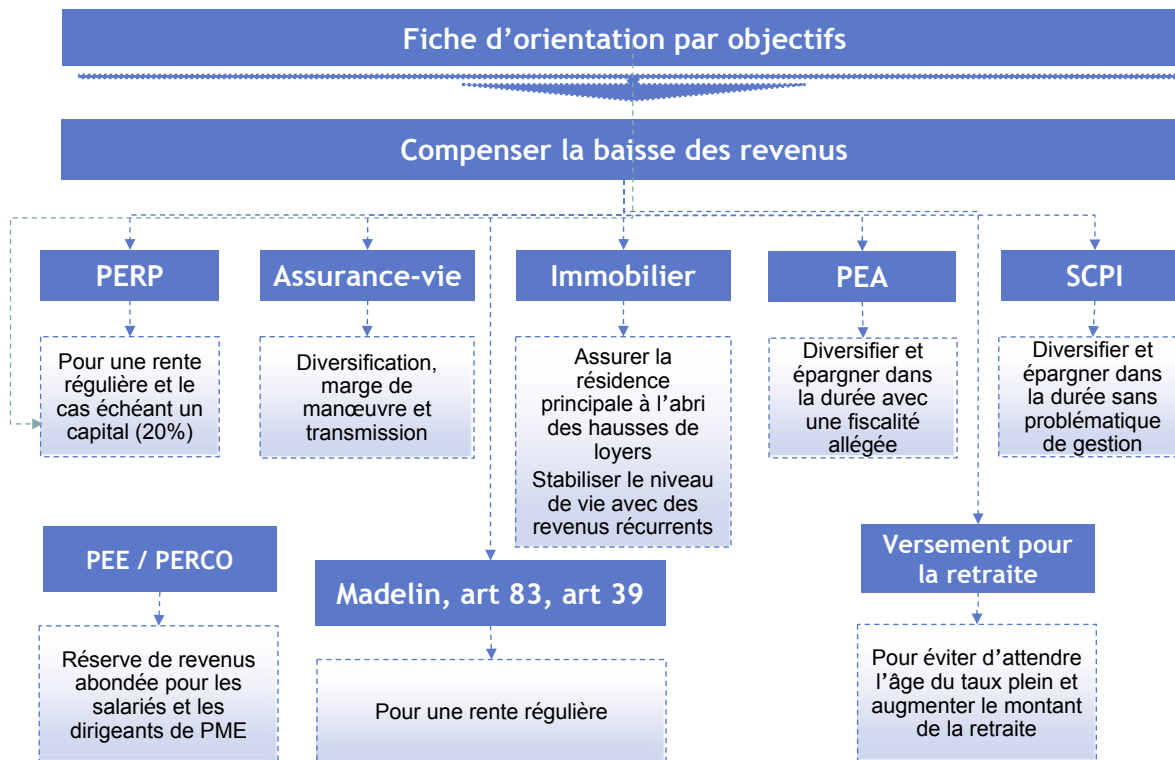 Fiche d’orientation par objectifs
Compenser la baisse des revenus
PERP
Pour une rente
régulière et le
cas échéant un
capital (20%)
Assurance-vie
Diversification,
marge de
manœuvre et
transmission
Immobilier
Assurer la
résidence
principale à l’abri
des hausses de
loyers
Stabiliser le niveau
de vie avec des
revenus récurrents
PEA
Diversifier et
épargner dans
la durée avec
une fiscalité
allégée
SCPI
Diversifier et
épargner dans
la durée sans
problématique
de gestion
PEE / PERCO
Réserve de revenus
abondée pour les
salariés et les
dirigeants de PME
Madelin, art 83, art 39
Pour une rente régulière
Versement pour
la retraite
Pour éviter d’attendre
l’âge du taux plein et
augmenter le montant
de la retraite